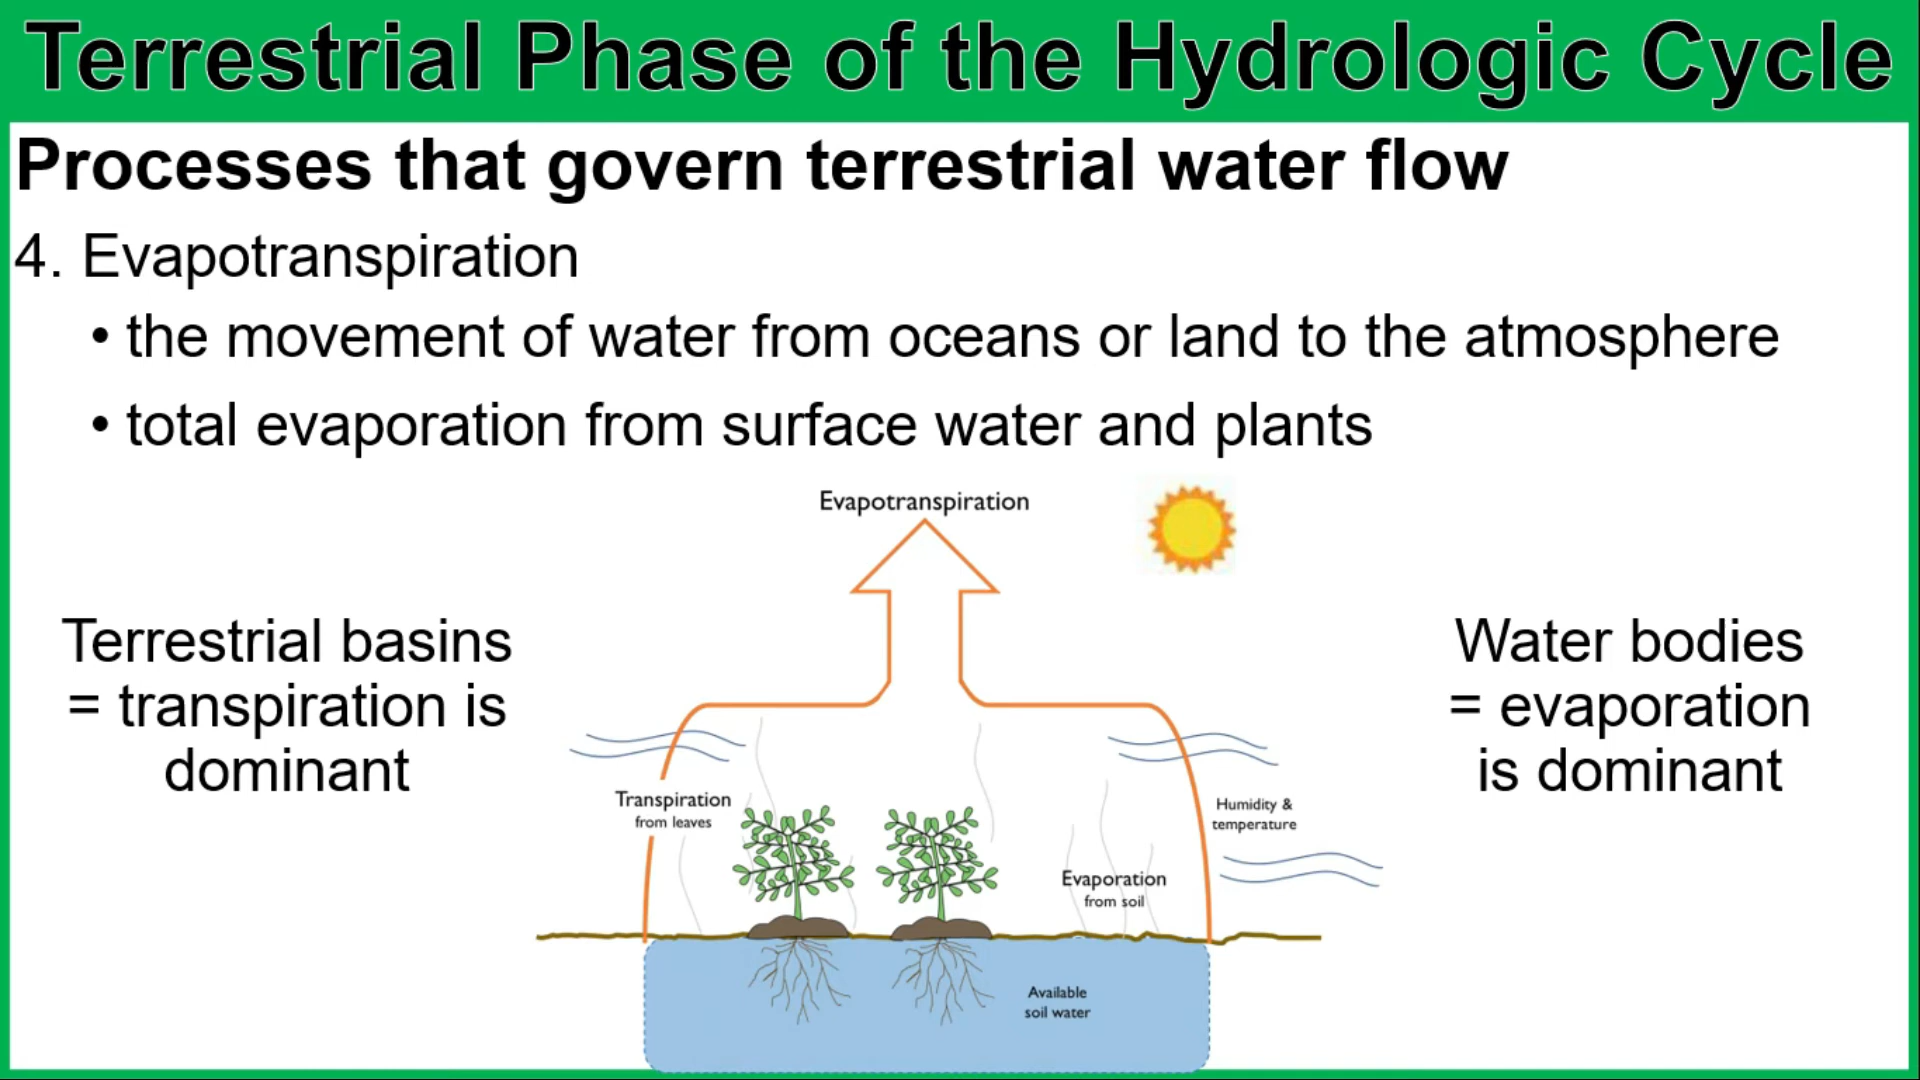 Terrestrial Phase of the Hydrologic Cycle
Processes that govern terrestrial water flow
4. Evapotranspiration
• the movement of water from oceans or land to the atmosphere
• total evaporation from surface water and plants
Evapotranspiration
Terrestrial basins
= transpiration is
dominant
Water bodies
= evaporation
is dominant
Transpiration
from leaves
Humidity &
temperature
Evaporation
from soil
Available
soil water